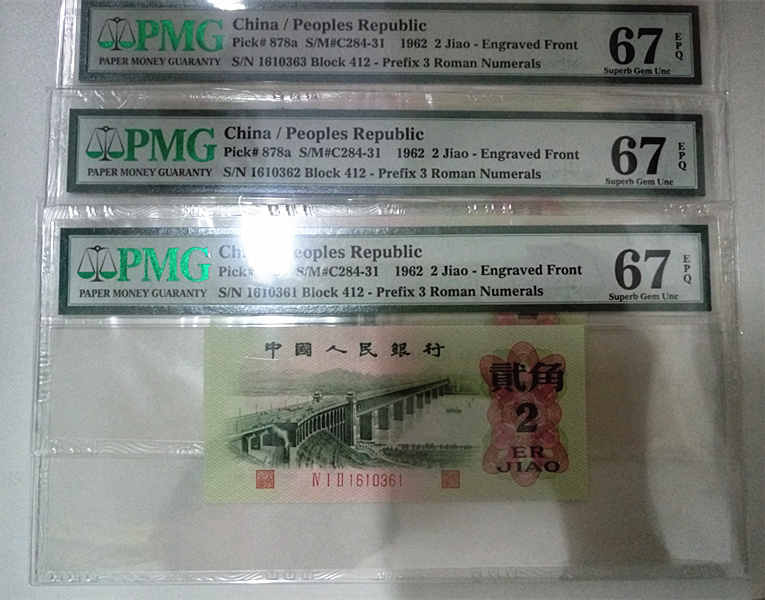 PMG
PAPER MONEY GUARANTY
China / Peoples Republic
Pick# 878a S/M#C284-31 1962 2 Jiao - Engraved Front
S/N 1610363 Block 412 - Prefix 3 Roman Numerals
67
EPQ
Superb Gem Unc
PMG
PAPER MONEY GUARANTY
China / Peoples Republic
Pick# 878a S/M#C284-31 1962 2 Jiao - Engraved Front
S/N 1610362 Block 412 - Prefix 3 Roman Numerals
67
EPQ
Superb Gem Unc
PMG
PAPER MONEY GUARANTY
Peoples Republic
Pick# S/M#C284-31 1962 2 Jiao - Engraved Front
S/N 1610361 Block 412 - Prefix 3 Roman Numerals
67
EPQ
Superb Gem Unc
中國人民銀行
貳角
2
ER
JIAO
Ⅳ Ⅰ Ⅱ 1610361